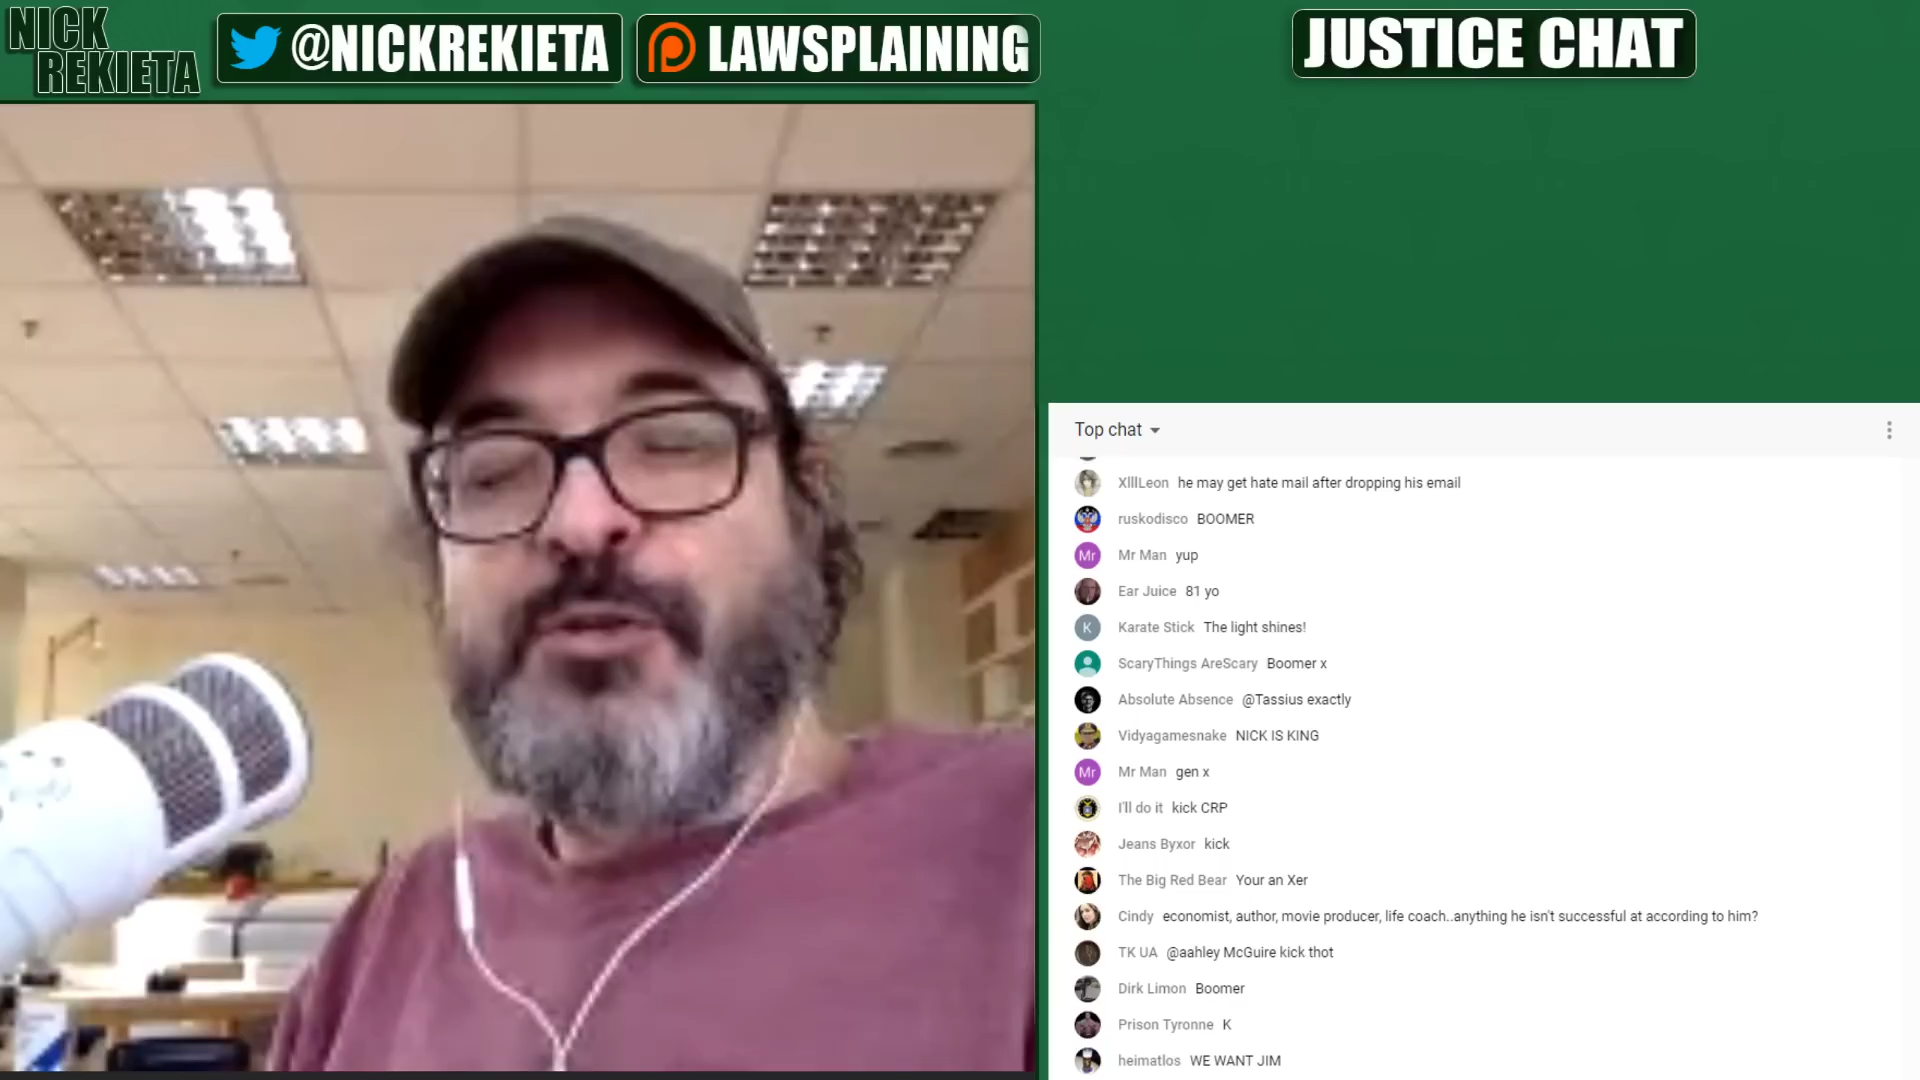 NICK
REKIETA
@NICKREKIETA
LAWSPLAINING
JUSTICE CHAT
Top chat
XlllLeon he may get hate mail after dropping his email
ruskodisco BOOMER
Mr Mr Man yup
Ear Juice 81 yo
K Karate Stick The light shines!
ScaryThings AreScary Boomer x
Absolute Absence @Tassius exactly
Vidyagamesnake NICK IS KING
Mr Mr Man gen x
I'll do it kick CRP
Jeans Byxor kick
The Big Red Bear Your an Xer
Cindy economist, author, movie producer, life coach..anything he isn't successful at according to him?
TK UA @aahley McGuire kick thot
Dirk Limon Boomer
Prison Tyronne K
heimatlos WE WANT JIM